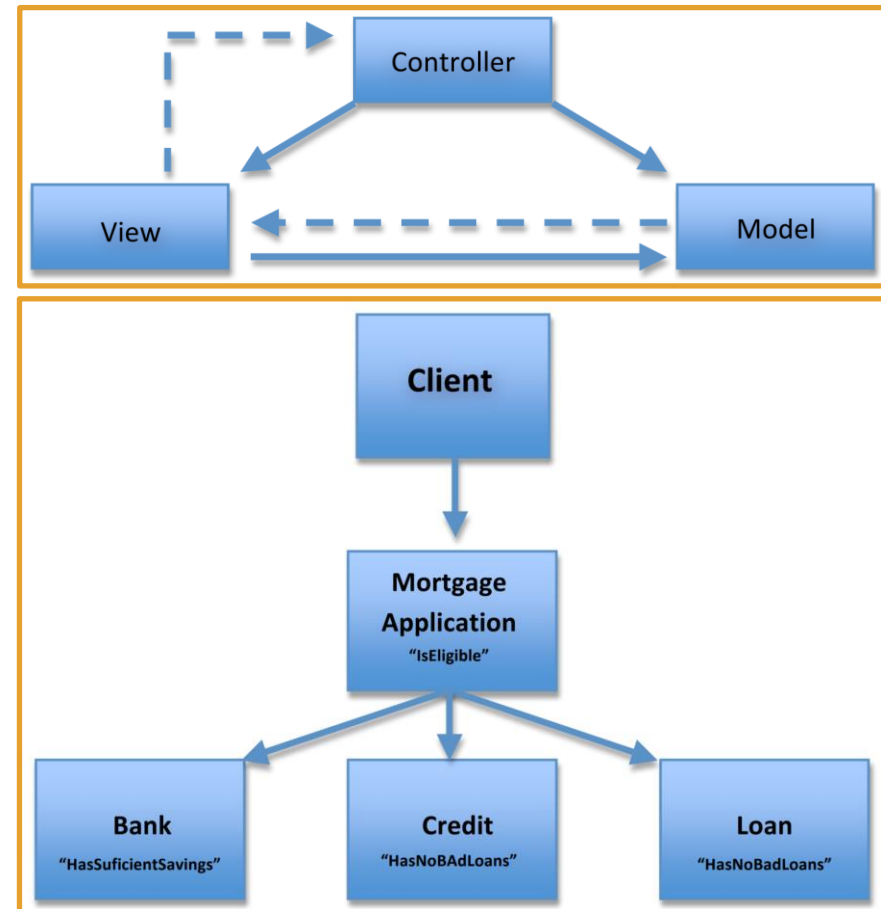 Controller
View
Model
Client
Mortgage
Application
“IsEligible”
Bank
“HasSuficientSavings”
Credit
“HasNoBAdLoans”
Loan
“HasNoBadLoans”